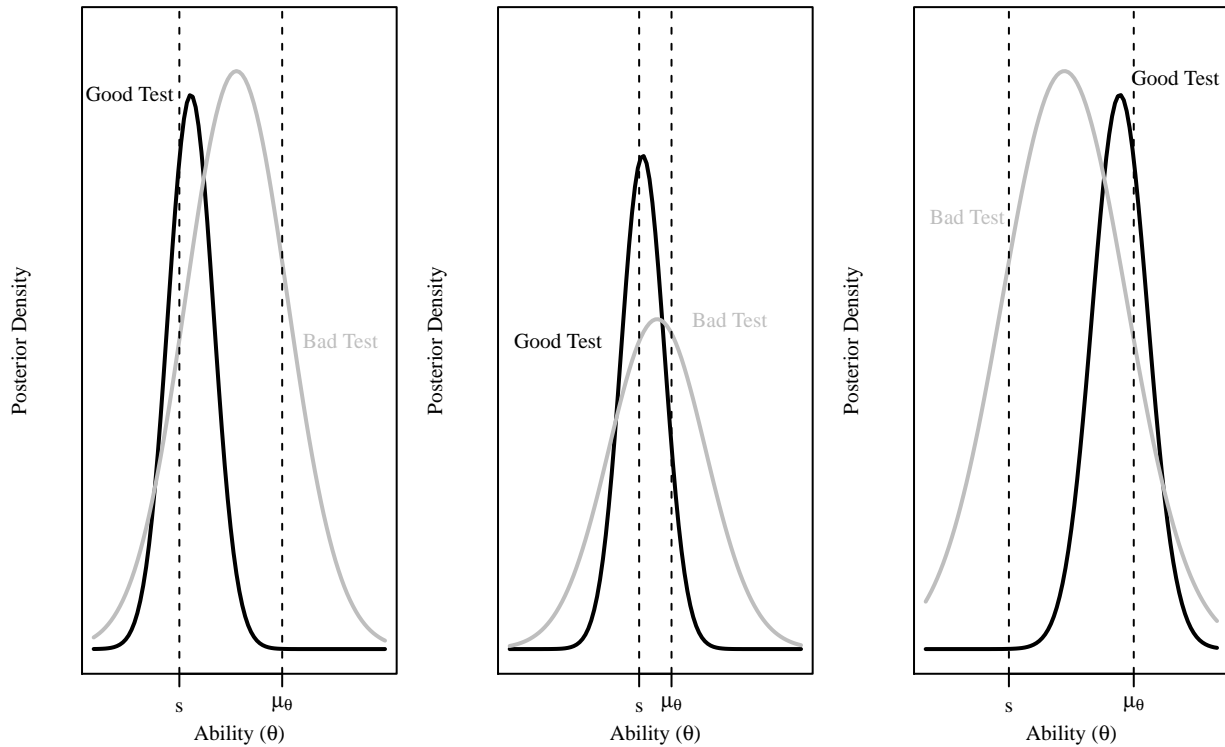 Posterior Density
Good Test
Bad Test
s
μθ
Ability (θ)
Posterior Density
Good Test
Bad Test
s
μθ
Ability (θ)
Posterior Density
Good Test
Bad Test
s
μθ
Ability (θ)